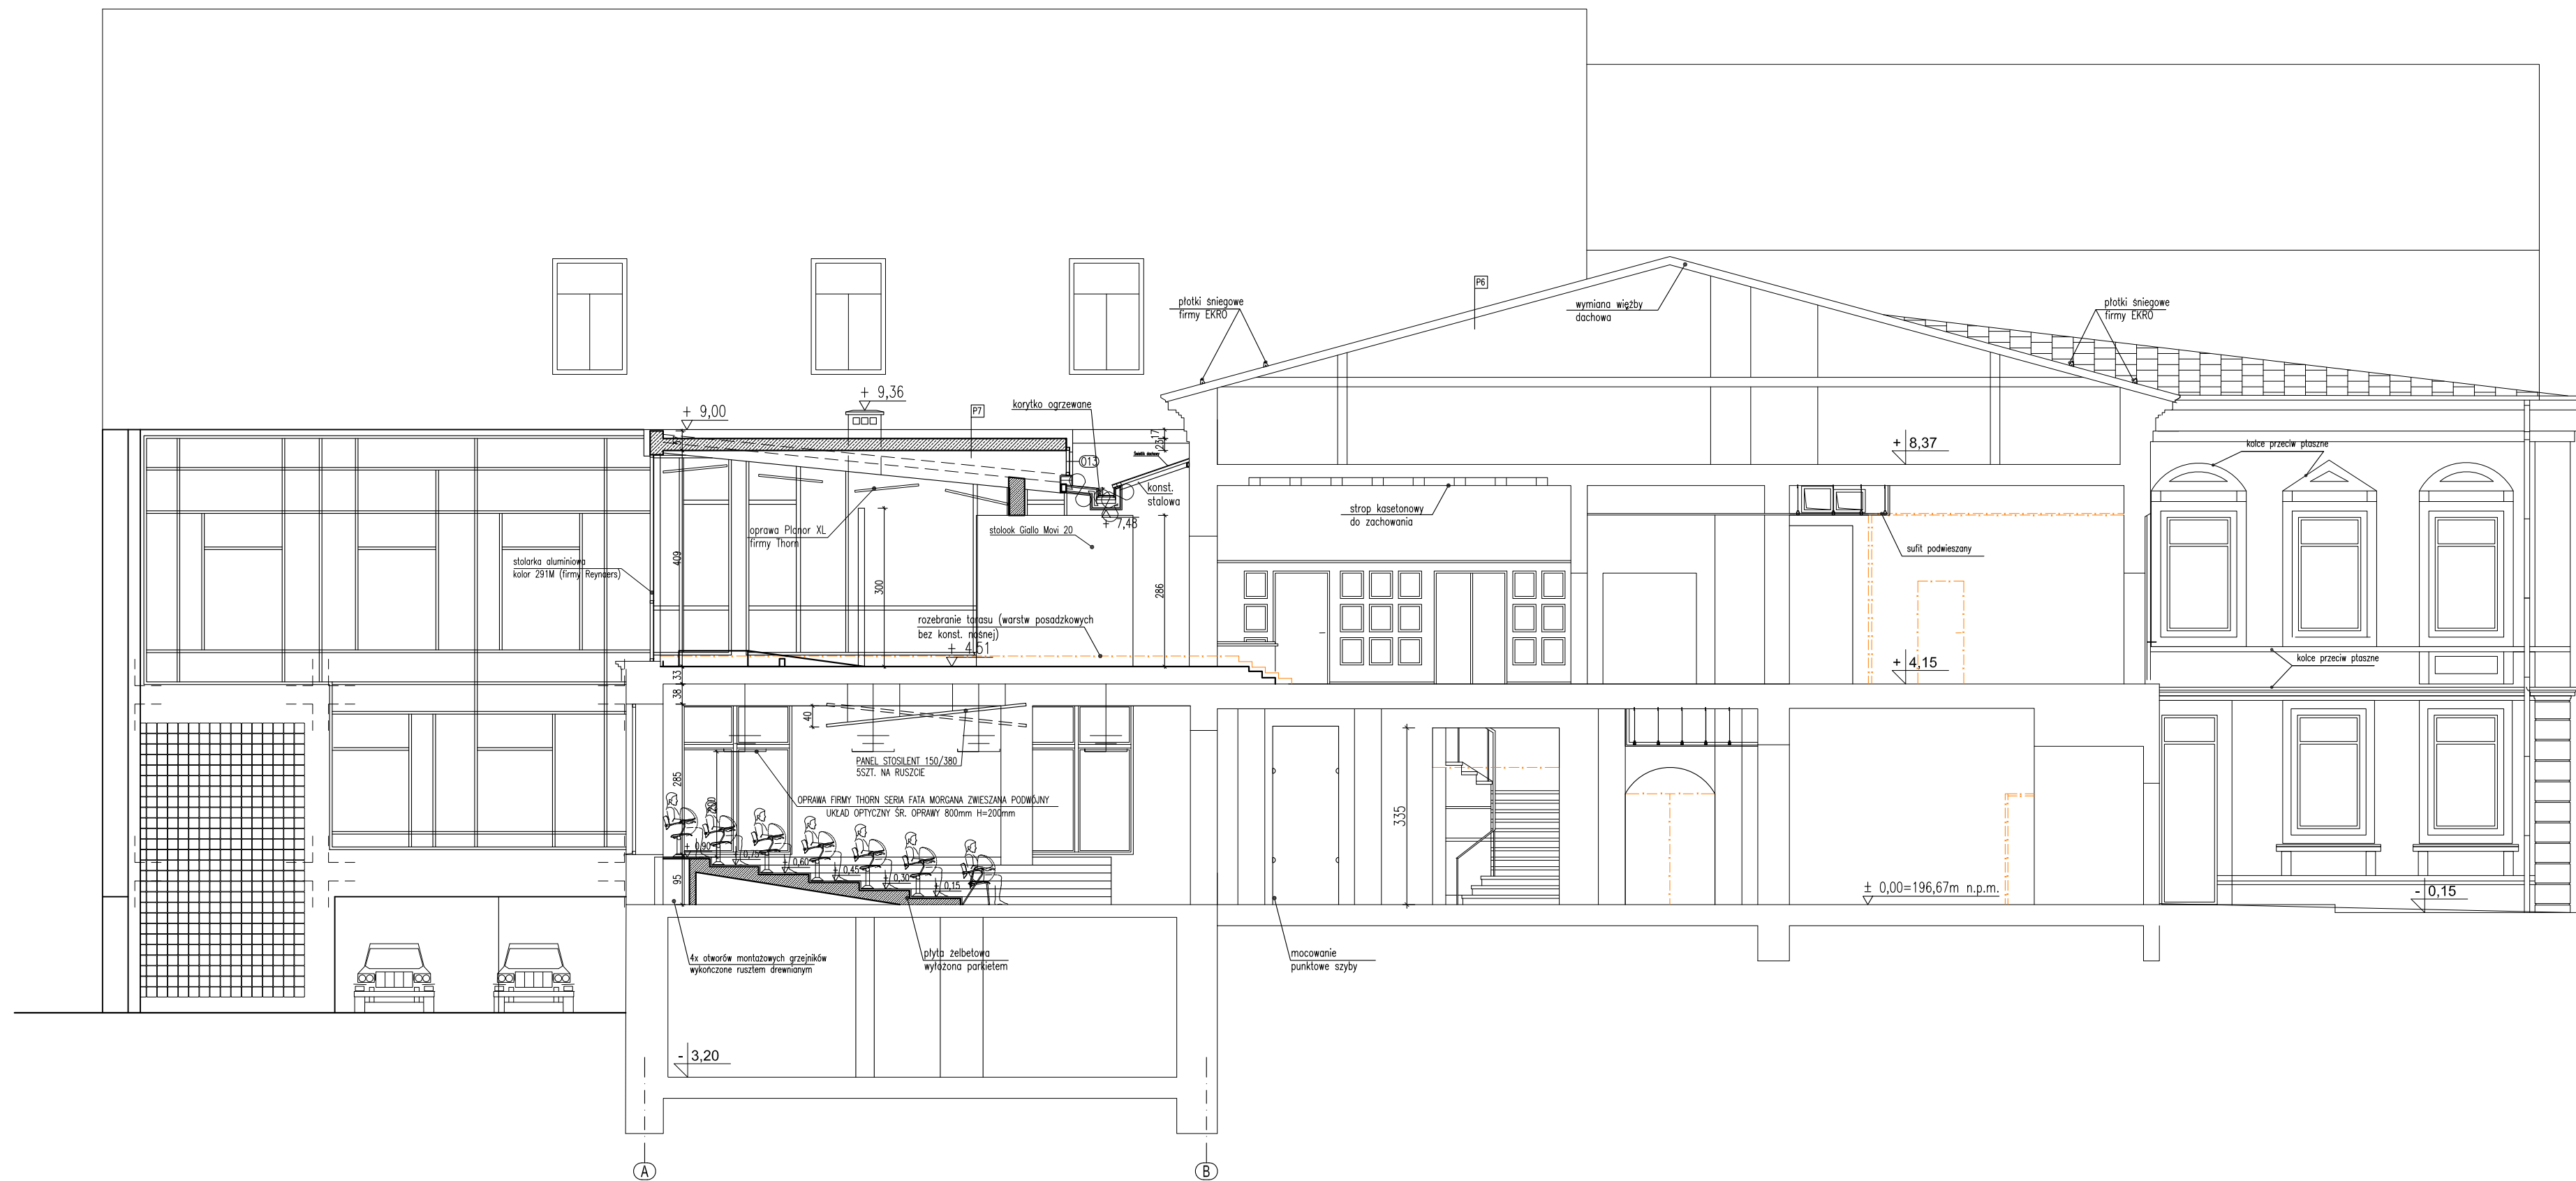 P6
płotki śniegowe
firmy EKRO
wymiana więźby
dachowa
płotki śniegowe
firmy EKRO
+ 9,36
+ 9,00
P7
korytko ogrzewane
17
23
O13
konst.
stalowa
+ 7,48
+ 8,37
kolce przeciw ptaszne
strop kasetonowy
do zachowania
sufit podwieszany
oprawa Planor XL
firmy Thorn
stolook Giallo Movi 20
stolarka aluminiowa
kolor 291M (firmy Reynaers)
409
300
286
rozebranie tarasu (warstw posadzkowych
bez konst. nośnej)
+ 4,51
+ 4,15
kolce przeciw ptaszne
33
38
40
PANEL STOSILENT 150/380
5SZT. NA RUSZCIE
285
OPRAWA FIRMY THORN SERIA FATA MORGANA ZWIESZANA PODWÓJNY
UKŁAD OPTYCZNY ŚR. OPRAWY 800mm H=200mm
335
+ 0,90
+ 0,75
+ 0,60
+ 0,45
+ 0,30
+ 0,15
95
± 0,00=196,67m n.p.m.
- 0,15
4x otworów montażowych grzejników
wykończone rusztem drewnianym
płyta żelbetowa
wyłożona parkietem
mocowanie
punktowe szyby
- 3,20
A
B